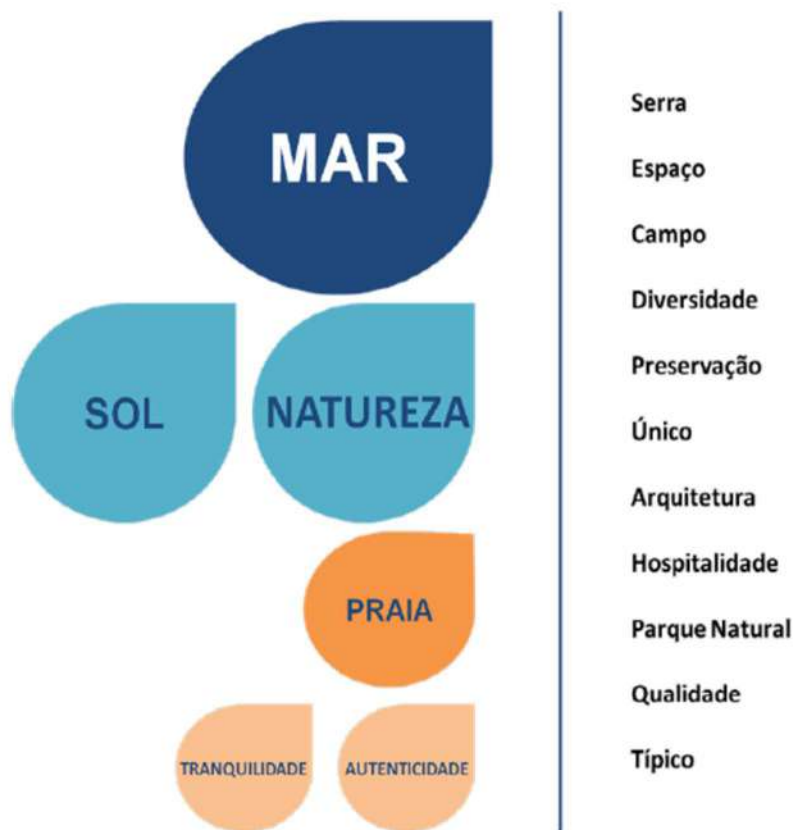 MAR
SOL
NATUREZA
PRAIA
TRANQUILIDADE
AUTENTICIDADE
Serra
Espaço
Campo
Diversidade
Preservação
Único
Arquitetura
Hospitalidade
Parque Natural
Qualidade
Típico